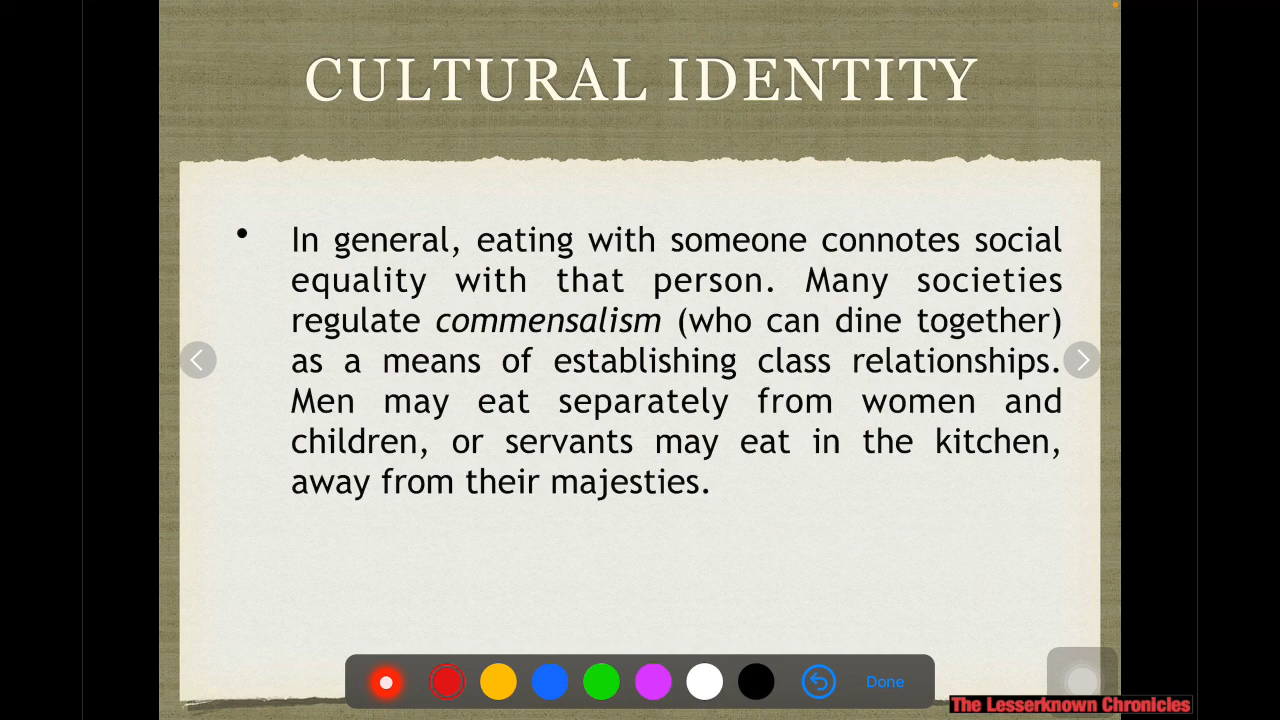 CULTURAL IDENTITY
• In general, eating with someone connotes social
equality with that person. Many societies
regulate commensalism (who can dine together)
as a means of establishing class relationships.
Men may eat separately from women and
children, or servants may eat in the kitchen,
away from their majesties.
Done
The Lesserknown Chronicles